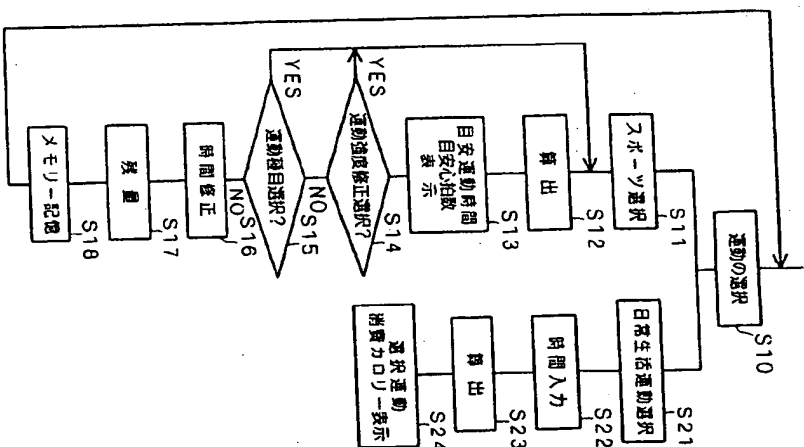 運動の選択
S10
スポーツ選択
S11
算出
S12
目安運動時間
目安心拍数
表示
S13
運動強度修正選択?
S14
YES
NO
運動種目選択?
S15
YES
NO
時間修正
S16
残量
S17
メモリー記憶
S18
日常生活運動選択
S21
時間入力
S22
算出
S23
選択運動
消費カロリー表示
S24